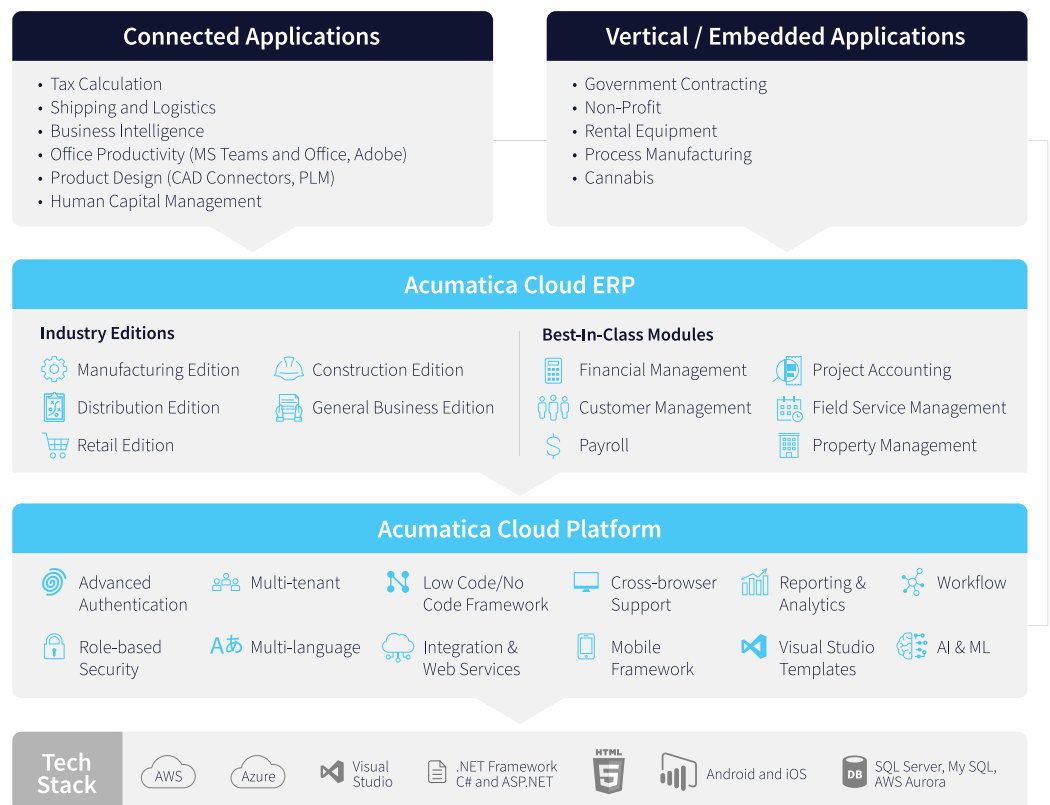 Connected Applications
• Tax Calculation
• Shipping and Logistics
• Business Intelligence
• Office Productivity (MS Teams and Office, Adobe)
• Product Design (CAD Connectors, PLM)
• Human Capital Management
Vertical / Embedded Applications
• Government Contracting
• Non-Profit
• Rental Equipment
• Process Manufacturing
• Cannabis
Acumatica Cloud ERP
Industry Editions
Manufacturing Edition
Construction Edition
Distribution Edition
General Business Edition
Retail Edition
Best-In-Class Modules
Financial Management
Project Accounting
Customer Management
Field Service Management
$
Payroll
Property Management
Acumatica Cloud Platform
Advanced
Authentication
Multi-tenant
Low Code/No
Code Framework
Cross-browser
Support
Reporting &
Analytics
Workflow
Role-based
Security
Aあ
Multi-language
Integration &
Web Services
Mobile
Framework
Visual Studio
Templates
AI & ML
Tech
Stack
AWS
Azure
Visual
Studio
.NET Framework
C# and ASP.NET
HTML
5
Android and iOS
DB
SQL Server, My SQL,
AWS Aurora